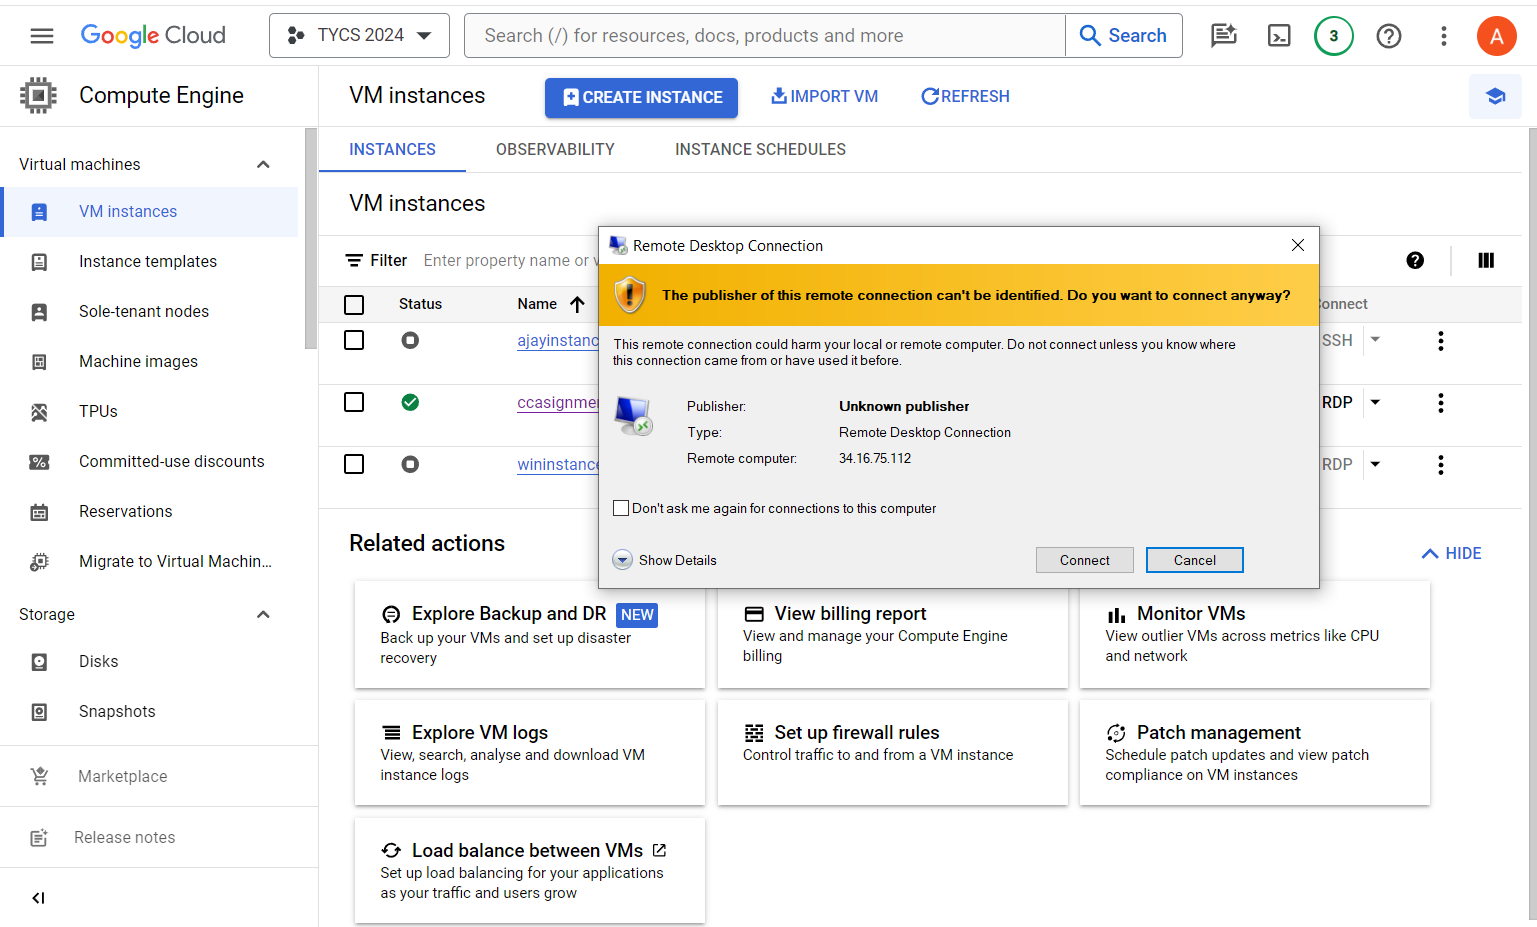 Google Cloud
TYCS 2024
Search (/) for resources, docs, products and more
Search
3
A
Compute Engine
VM instances
CREATE INSTANCE
IMPORT VM
REFRESH
Virtual machines
VM instances
Instance templates
Sole-tenant nodes
Machine images
TPUs
Committed-use discounts
Reservations
Migrate to Virtual Machin...
Storage
Disks
Snapshots
Marketplace
Release notes
INSTANCES
OBSERVABILITY
INSTANCE SCHEDULES
VM instances
Filter
Enter property name or v
Status
Name
onnect
ajayinstanc
SSH
ccasignmer
RDP
wininstance
RDP
Remote Desktop Connection
The publisher of this remote connection can't be identified. Do you want to connect anyway?
This remote connection could harm your local or remote computer. Do not connect unless you know where
this connection came from or have used it before.
Publisher:
Unknown publisher
Type:
Remote Desktop Connection
Remote computer:
34.16.75.112
Don't ask me again for connections to this computer
Show Details
Connect
Cancel
Related actions
HIDE
Explore Backup and DR
NEW
Back up your VMs and set up disaster
recovery
View billing report
View and manage your Compute Engine
billing
Monitor VMs
View outlier VMs across metrics like CPU
and network
Explore VM logs
View, search, analyse and download VM
instance logs
Set up firewall rules
Control traffic to and from a VM instance
Patch management
Schedule patch updates and view patch
compliance on VM instances
Load balance between VMs
Set up load balancing for your applications
as your traffic and users grow